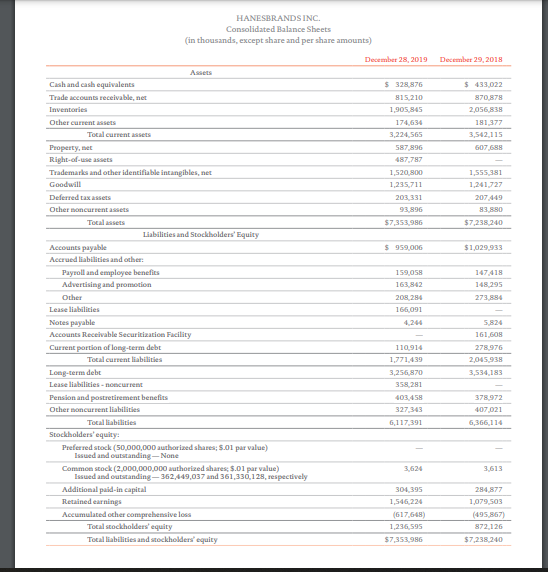 HANESBRANDS INC.
Consolidated Balance Sheets
(in thousands, except share and per share amounts)
December 28, 2019 December 29, 2018
Assets
Cash and cash equivalents $ 328,876 $ 433,022
Trade accounts receivable, net 815,210 870,878
Inventories 1,905,845 2,056,838
Other current assets 174,634 181,377
Total current assets 3,224,565 3,542,115
Property, net 587,896 607,688
Right-of-use assets 487,787 —
Trademarks and other identifiable intangibles, net 1,520,800 1,555,381
Goodwill 1,235,711 1,241,727
Deferred tax assets 203,331 207,449
Other noncurrent assets 93,896 83,880
Total assets $7,353,986 $7,238,240
Liabilities and Stockholders' Equity
Accounts payable $ 959,006 $1,029,933
Accrued liabilities and other:
Payroll and employee benefits 159,058 147,418
Advertising and promotion 163,842 148,295
Other 208,284 273,884
Lease liabilities 166,091 —
Notes payable 4,244 5,824
Accounts Receivable Securitization Facility — 161,608
Current portion of long-term debt 110,914 278,976
Total current liabilities 1,771,439 2,045,938
Long-term debt 3,256,870 3,534,183
Lease liabilities - noncurrent 358,281 —
Pension and postretirement benefits 403,458 378,972
Other noncurrent liabilities 327,343 407,021
Total liabilities 6,117,391 6,366,114
Stockholders' equity:
Preferred stock (50,000,000 authorized shares; $.01 par value)
Issued and outstanding — None — —
Common stock (2,000,000,000 authorized shares; $.01 par value) 3,624 3,613
Issued and outstanding — 362,449,037 and 361,330,128, respectively
Additional paid-in capital 304,395 284,877
Retained earnings 1,546,224 1,079,503
Accumulated other comprehensive loss (617,648) (495,867)
Total stockholders' equity 1,236,595 872,126
Total liabilities and stockholders' equity $7,353,986 $7,238,240